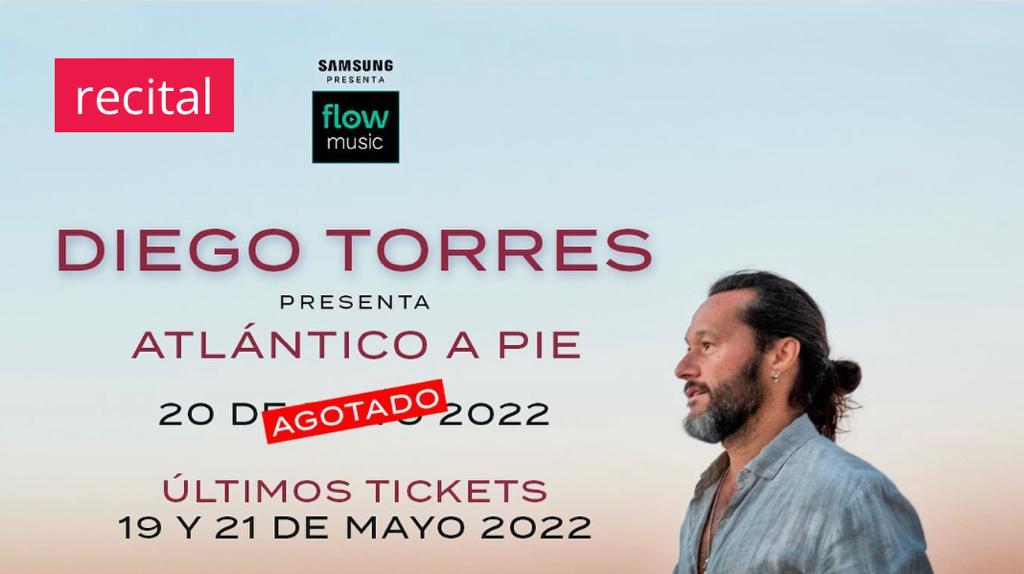 recital
SAMSUNG
PRESENTA
flow
music
DIEGO TORRES
PRESENTA
ATLÁNTICO A PIE
20 DE 2022
AGOTADO
ÚLTIMOS TICKETS
19 Y 21 DE MAYO 2022